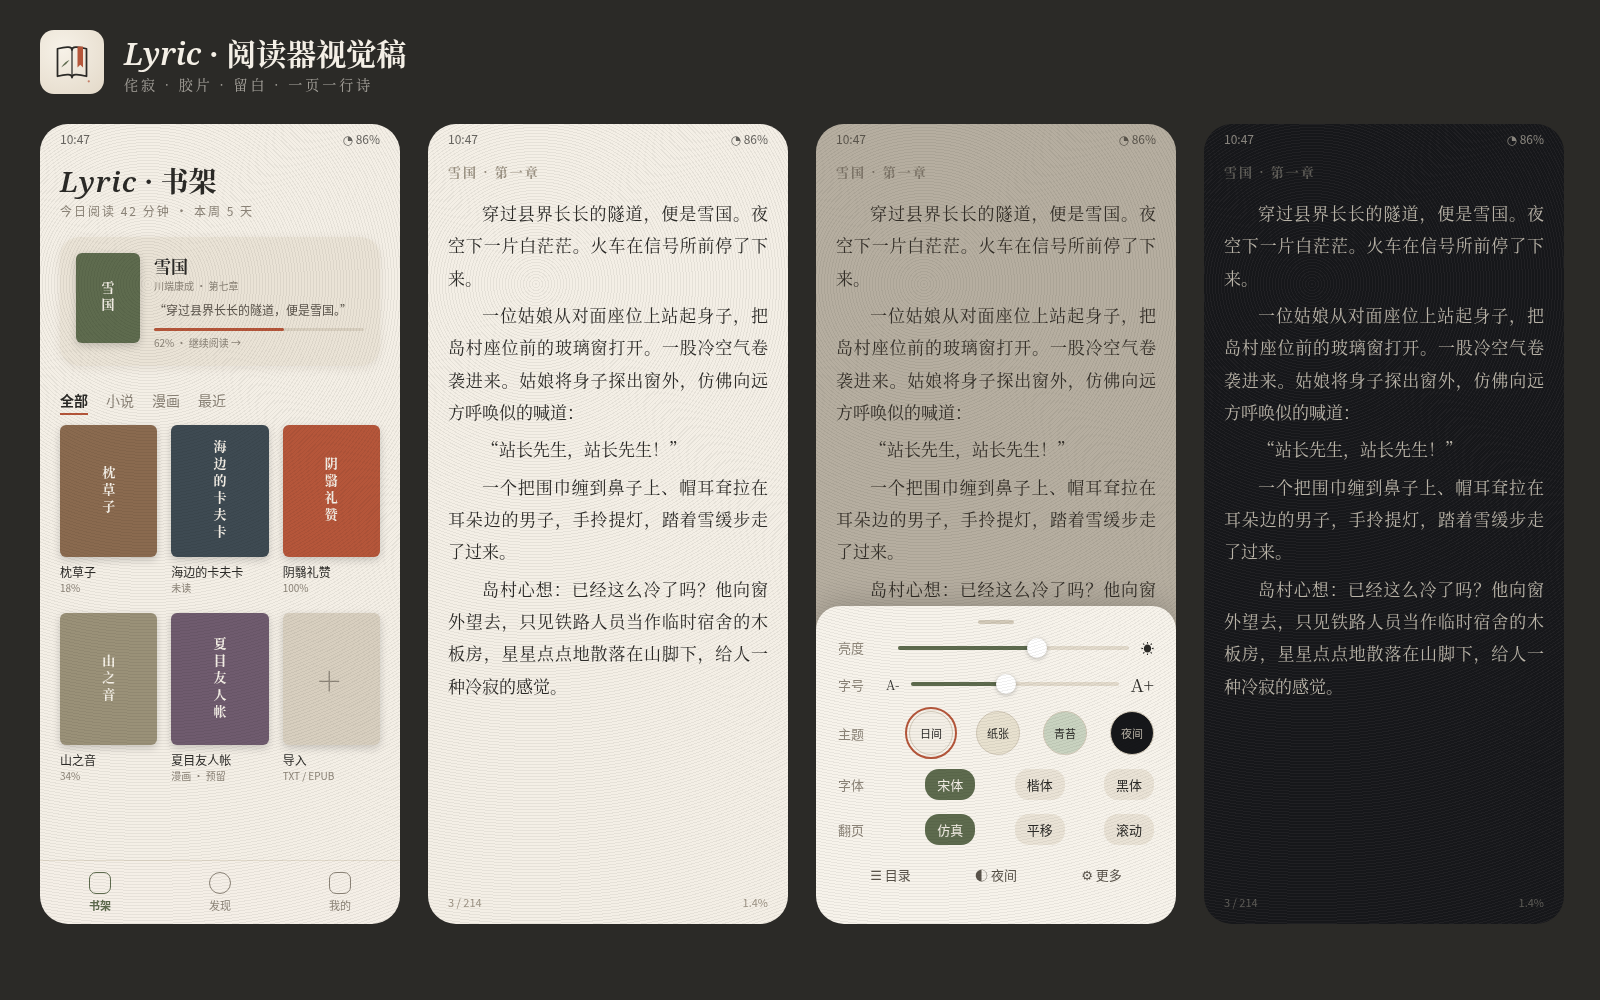 Lyric · 阅读器视觉稿
侘寂 · 胶片 · 留白 · 一页一行诗
10:47
◔ 86%
Lyric · 书架
今日阅读 42 分钟 · 本周 5 天
雪国
雪国
川端康成 · 第七章
“穿过县界长长的隧道，便是雪国。”
62% · 继续阅读 →
全部
小说
漫画
最近
枕草子
海边的卡夫卡
阴翳礼赞
枕草子
18%
海边的卡夫卡
未读
阴翳礼赞
100%
山之音
夏目友人帐
+
山之音
34%
夏目友人帐
漫画 · 预留
导入
TXT / EPUB
书架
发现
我的
10:47
◔ 86%
雪国 · 第一章
穿过县界长长的隧道，便是雪国。夜
空下一片白茫茫。火车在信号所前停了下
来。
一位姑娘从对面座位上站起身子，把
岛村座位前的玻璃窗打开。一股冷空气卷
袭进来。姑娘将身子探出窗外，仿佛向远
方呼唤似的喊道：
“站长先生，站长先生！”
一个把围巾缠到鼻子上、帽耳耷拉在
耳朵边的男子，手拎提灯，踏着雪缓步走
了过来。
岛村心想：已经这么冷了吗？他向窗
外望去，只见铁路人员当作临时宿舍的木
板房，星星点点地散落在山脚下，给人一
种冷寂的感觉。
3 / 214
1.4%
10:47
◔ 86%
雪国 · 第一章
穿过县界长长的隧道，便是雪国。夜
空下一片白茫茫。火车在信号所前停了下
来。
一位姑娘从对面座位上站起身子，把
岛村座位前的玻璃窗打开。一股冷空气卷
袭进来。姑娘将身子探出窗外，仿佛向远
方呼唤似的喊道：
“站长先生，站长先生！”
一个把围巾缠到鼻子上、帽耳耷拉在
耳朵边的男子，手拎提灯，踏着雪缓步走
了过来。
岛村心想：已经这么冷了吗？他向窗
亮度
字号
A-
A+
主题
日间
纸张
青苔
夜间
字体
宋体
楷体
黑体
翻页
仿真
平移
滚动
☰ 目录
◐ 夜间
⚙ 更多
10:47
◔ 86%
雪国 · 第一章
穿过县界长长的隧道，便是雪国。夜
空下一片白茫茫。火车在信号所前停了下
来。
一位姑娘从对面座位上站起身子，把
岛村座位前的玻璃窗打开。一股冷空气卷
袭进来。姑娘将身子探出窗外，仿佛向远
方呼唤似的喊道：
“站长先生，站长先生！”
一个把围巾缠到鼻子上、帽耳耷拉在
耳朵边的男子，手拎提灯，踏着雪缓步走
了过来。
岛村心想：已经这么冷了吗？他向窗
外望去，只见铁路人员当作临时宿舍的木
板房，星星点点地散落在山脚下，给人一
种冷寂的感觉。
3 / 214
1.4%